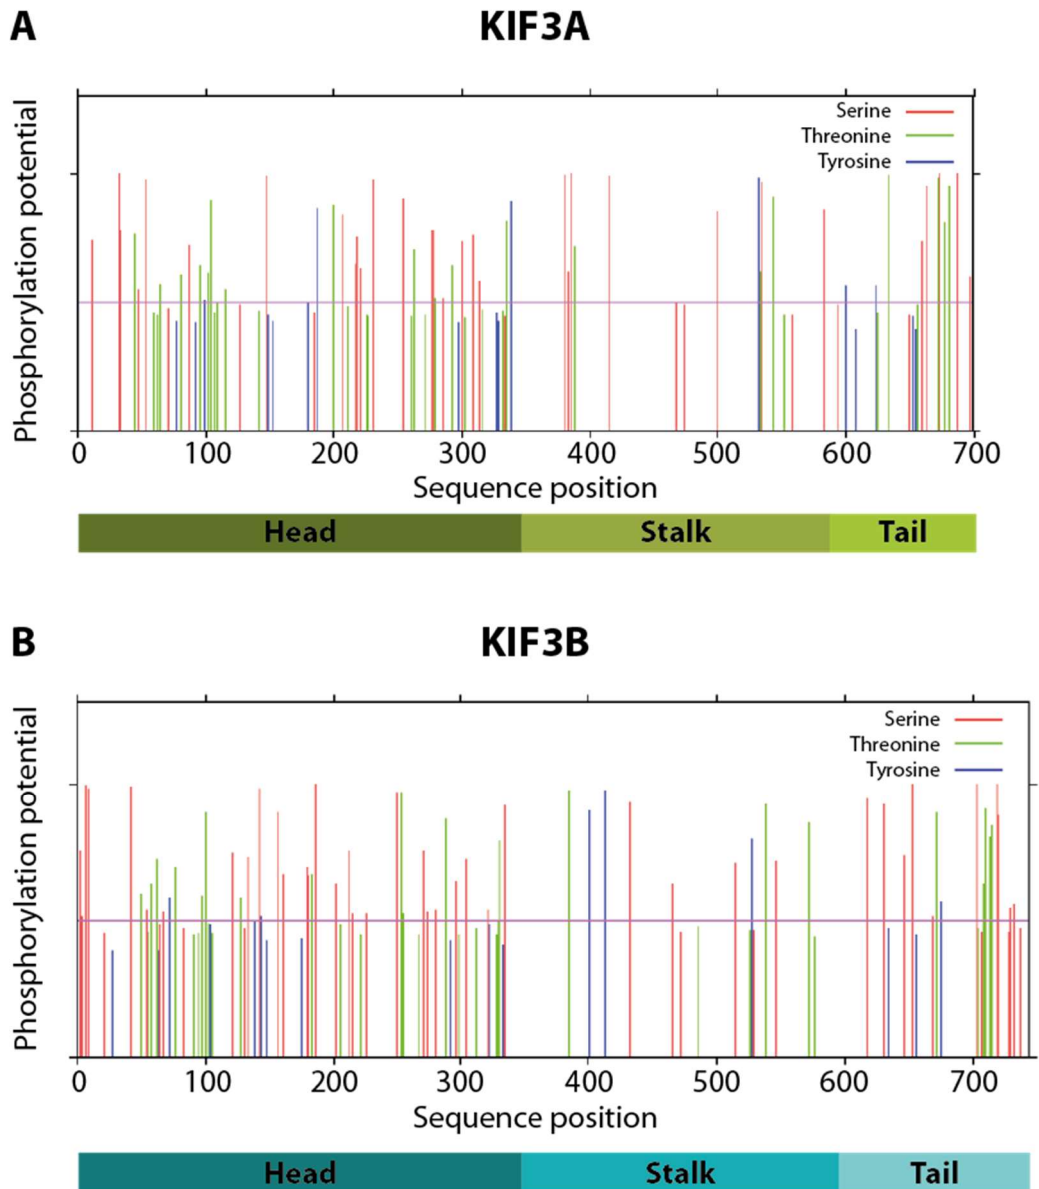 A
KIF3A
Phosphorylation potential
Serine
Threonine
Tyrosine
0 100 200 300 400 500 600 700
Sequence position
Head Stalk Tail
B
KIF3B
Phosphorylation potential
Serine
Threonine
Tyrosine
0 100 200 300 400 500 600 700
Sequence position
Head Stalk Tail